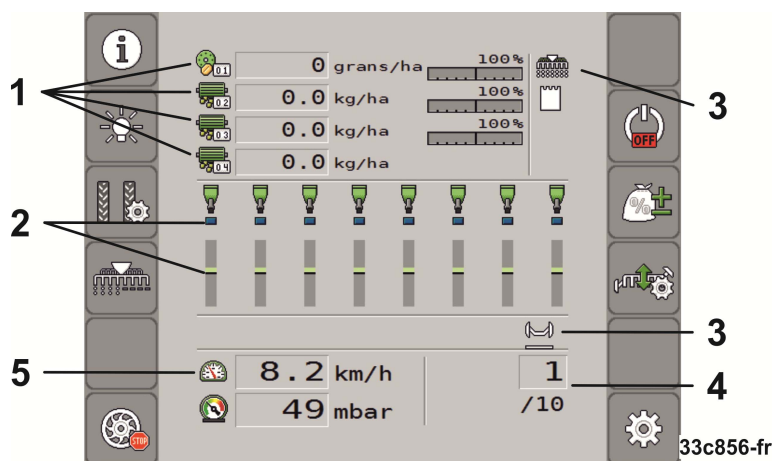 01 0 grans/ha 100%
1 02 0.0 kg/ha 100%
03 0.0 kg/ha 100%
04 0.0 kg/ha
3
OFF
2
%
3
5 8.2 km/h 1
4
49 mbar /10
STOP
33c856-fr